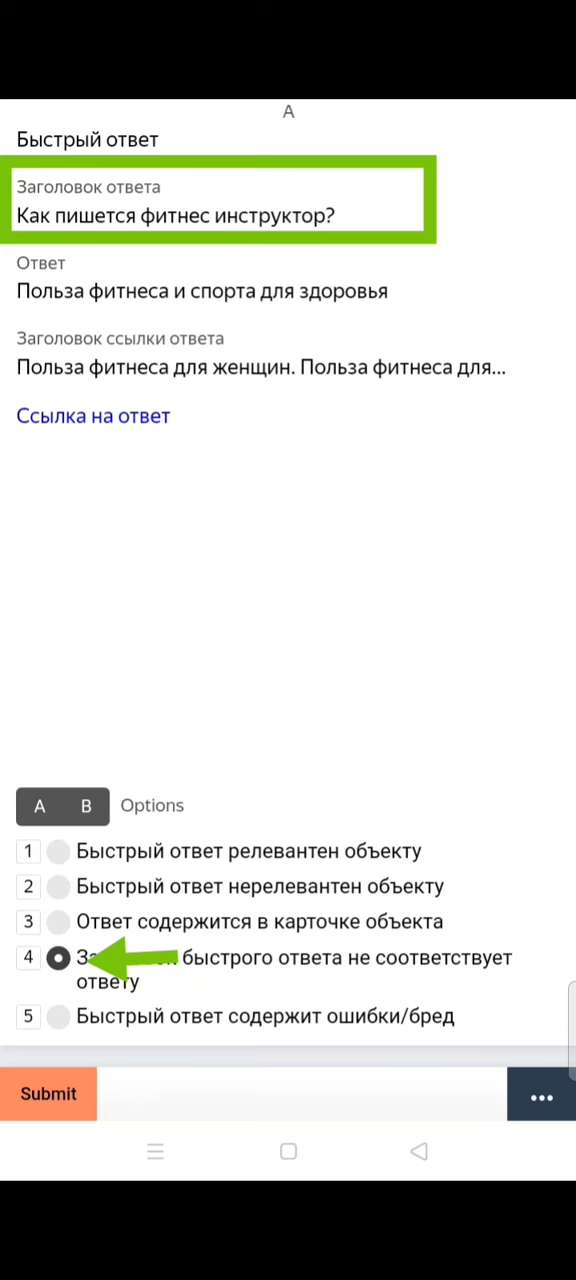 A
Быстрый ответ
Заголовок ответа
Как пишется фитнес инструктор?
Ответ
Польза фитнеса и спорта для здоровья
Заголовок ссылки ответа
Польза фитнеса для женщин. Польза фитнеса для...
Ссылка на ответ
A B Options
1 Быстрый ответ релевантен объекту
2 Быстрый ответ нерелевантен объекту
3 Ответ содержится в карточке объекта
4 быстрого ответа не соответствует
ответу
5 Быстрый ответ содержит ошибки/бред
Submit